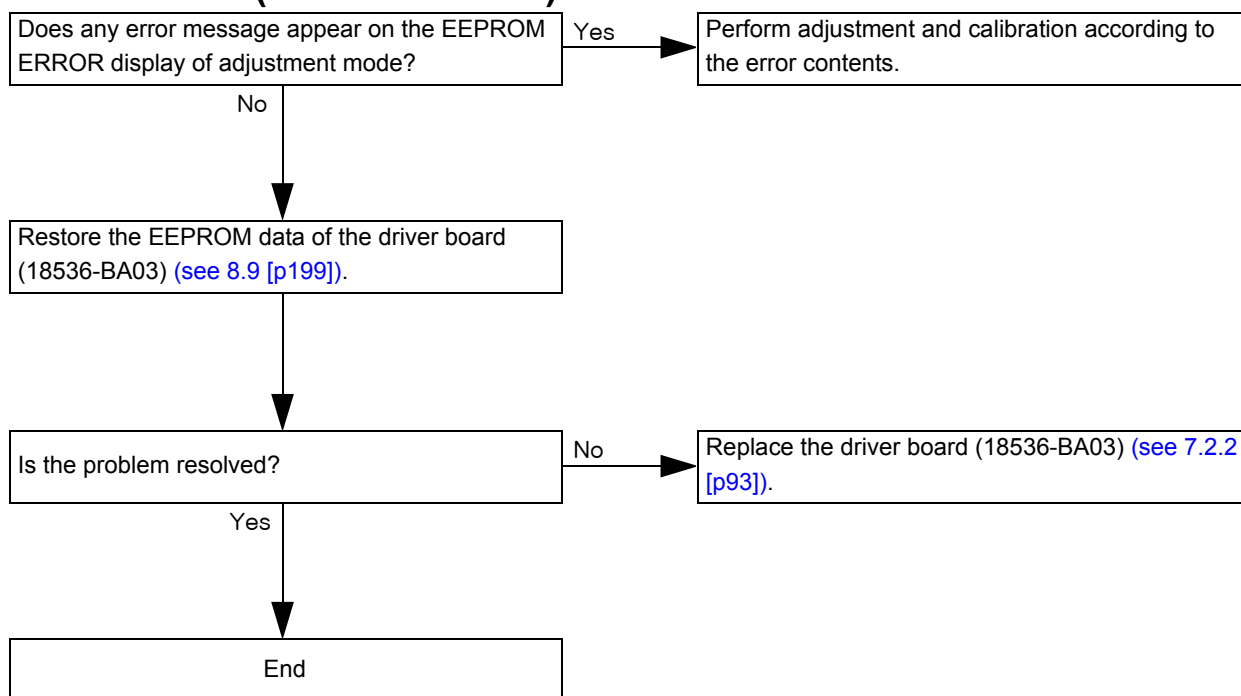 Does any error message appear on the EEPROM
ERROR display of adjustment mode?
Yes
Perform adjustment and calibration according to
the error contents.
No
Restore the EEPROM data of the driver board
(18536-BA03) (see 8.9 [p199]).
Is the problem resolved?
No
Replace the driver board (18536-BA03) (see 7.2.2
[p93]).
Yes
End